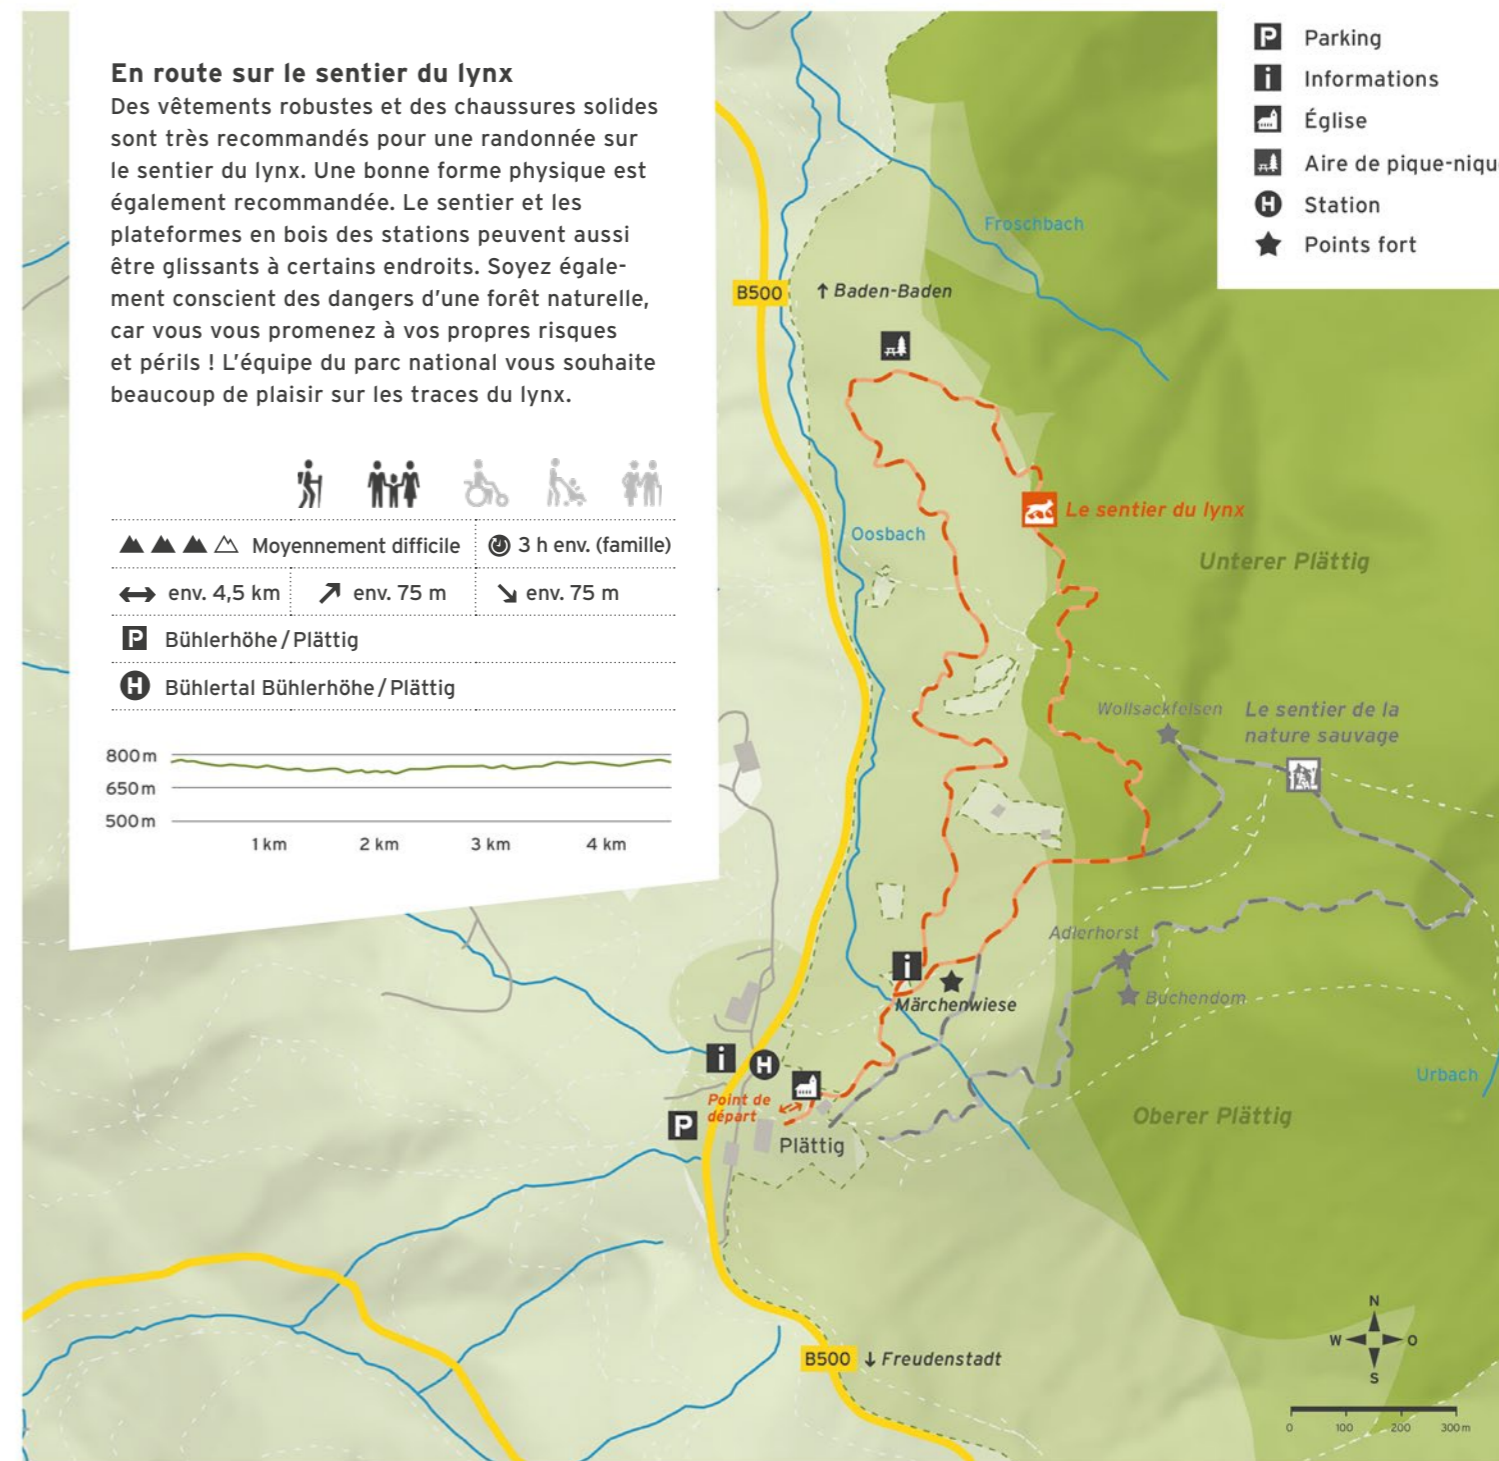 En route sur le sentier du lynx
Des vêtements robustes et des chaussures solides
sont très recommandés pour une randonnée sur
le sentier du lynx. Une bonne forme physique est
également recommandée. Le sentier et les
plateformes en bois des stations peuvent aussi
être glissants à certains endroits. Soyez égale-
ment conscient des dangers d’une forêt naturelle,
car vous vous promenez à vos propres risques
et périls ! L’équipe du parc national vous souhaite
beaucoup de plaisir sur les traces du lynx.
Moyennement difficile
3 h env. (famille)
env. 4,5 km
env. 75 m
env. 75 m
P Bühlerhöhe / Plättig
H Bühlertal Bühlerhöhe / Plättig
800 m
650 m
500 m
1 km 2 km 3 km 4 km
P Parking
i Informations
Église
Aire de pique-niqu
H Station
Points fort
Froschbach
B500 ↑ Baden-Baden
Le sentier du lynx
Oosbach
Unterer Plättig
Wollsackfelsen
Le sentier de la
nature sauvage
Adlerhorst
Buchendom
i
Märchenwiese
i
H
Urbach
Point de
départ
P
Plättig
Oberer Plättig
B500 ↓ Freudenstadt
N
W O
S
0 100 200 300 m